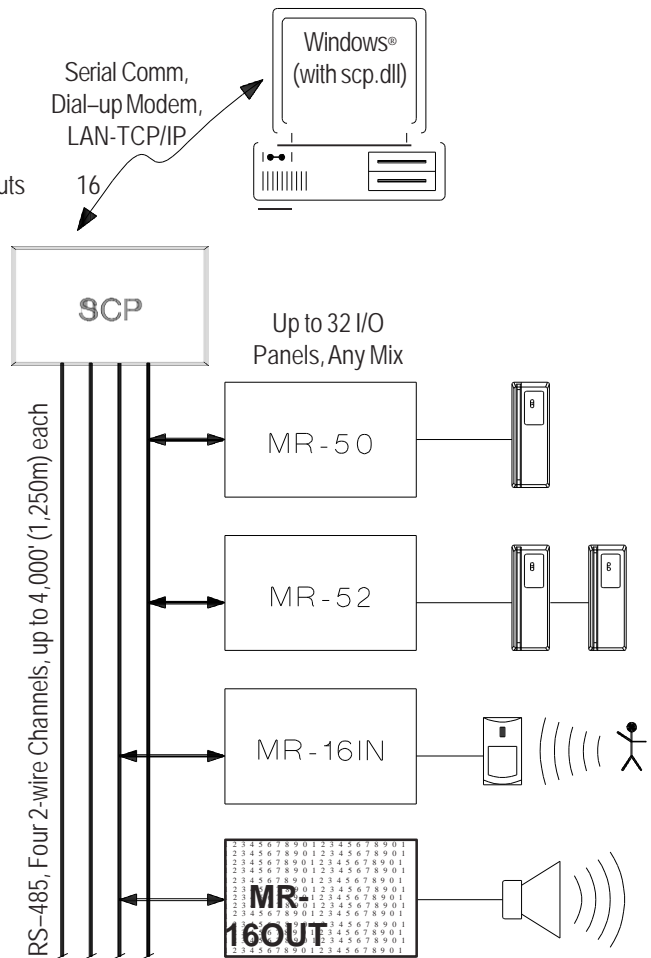 Windows®
(with scp.dll)
Serial Comm,
Dial–up Modem,
LAN-TCP/IP
uts 16
SCP
Up to 32 I/O
Panels, Any Mix
RS–485, Four 2-wire Channels, up to 4,000' (1,250m) each
MR-50
MR-52
MR-16IN
MR-
16OUT